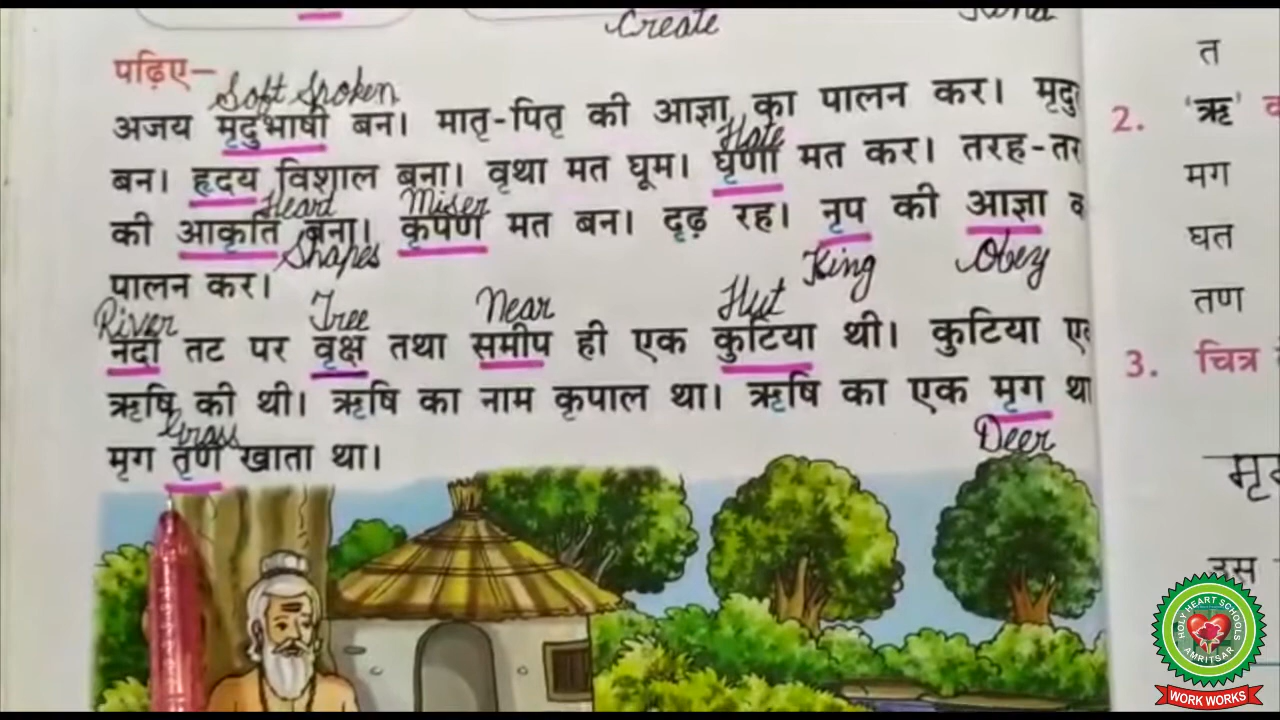 Create
पढ़िए–
Soft Spoken
अजय मृदुभाषी बन। मातृ-पितृ की आज्ञा का पालन कर। मृदु
Hate
बन। हृदय विशाल बना। वृथा मत घूम। घृणा मत कर। तरह-तर
Heart Miser
की आकृति बना। कृपण मत बन। दृढ़ रह। नृप की आज्ञा
Shapes King Obey
पालन कर।
River Tree Near Hut
नदी तट पर वृक्ष तथा समीप ही एक कुटिया थी। कुटिया
ऋषि की थी। ऋषि का नाम कृपाल था। ऋषि का एक मृग था
Grass Deer
मृग तृण खाता था।
त
2. 'ऋ'
मग
घत
तण
3. चित्र
उस
HOLY HEART SCHOOLS
AMRITSAR
WORK WORKS